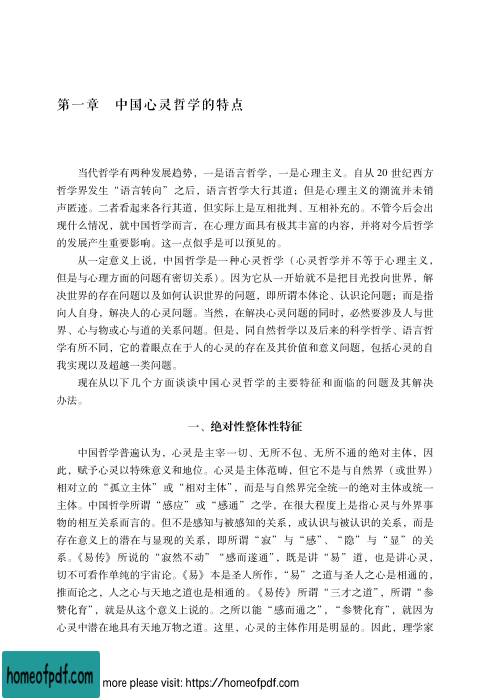 第一章　中国心灵哲学的特点
当代哲学有两种发展趋势，一是语言哲学，一是心理主义。自从 20 世纪西方
哲学界发生“语言转向”之后，语言哲学大行其道；但是心理主义的潮流并未销
声匿迹。二者看起来各行其道，但实际上是互相批判、互相补充的。不管今后会出
现什么情况，就中国哲学而言，在心理方面具有极其丰富的内容，并将对今后哲学
的发展产生重要影响。这一点似乎是可以预见的。
从一定意义上说，中国哲学是一种心灵哲学（心灵哲学并不等于心理主义，
但是与心理方面的问题有密切关系）。因为它从一开始就不是把目光投向世界，解
决世界的存在问题以及如何认识世界的问题，即所谓本体论、认识论问题；而是指
向人自身，解决人的心灵问题。当然，在解决心灵问题的同时，必然要涉及人与世
界、心与物或心与道的关系问题。但是，同自然哲学以及后来的科学哲学、语言哲
学有所不同，它的着眼点在于人的心灵的存在及其价值和意义问题，包括心灵的自
我实现以及超越一类问题。
现在从以下几个方面谈谈中国心灵哲学的主要特征和面临的问题及其解决
办法。
一、绝对性整体性特征
中国哲学普遍认为，心灵是主宰一切、无所不包、无所不通的绝对主体，因
此，赋予心灵以特殊意义和地位。心灵是主体范畴，但它不是与自然界（或世界）
相对立的“孤立主体”或“相对主体”，而是与自然界完全统一的绝对主体或统一
主体。中国哲学所谓“感应”或“感通”之学，在很大程度上是指心灵与外界事
物的相互关系而言的。但不是感知与被感知的关系，或认识与被认识的关系，而是
存在意义上的潜在与显现的关系，即所谓“寂”与“感”、“隐”与“显”的关
系。《易传》所说的“寂然不动”“感而遂通”，既是讲“易”道，也是讲心灵，
切不可看作单纯的宇宙论。《易》本是圣人所作，“易”之道与圣人之心是相通的，
推而论之，人之心与天地之道也是相通的。《易传》所谓“三才之道”，所谓“参
赞化育”，就是从这个意义上说的。之所以能“感而通之”，“参赞化育”，就因为
心灵中潜在地具有天地万物之道。这里，心灵的主体作用是明显的。因此，理学家
homeofpdf.com
more please visit: https://homeofpdf.com